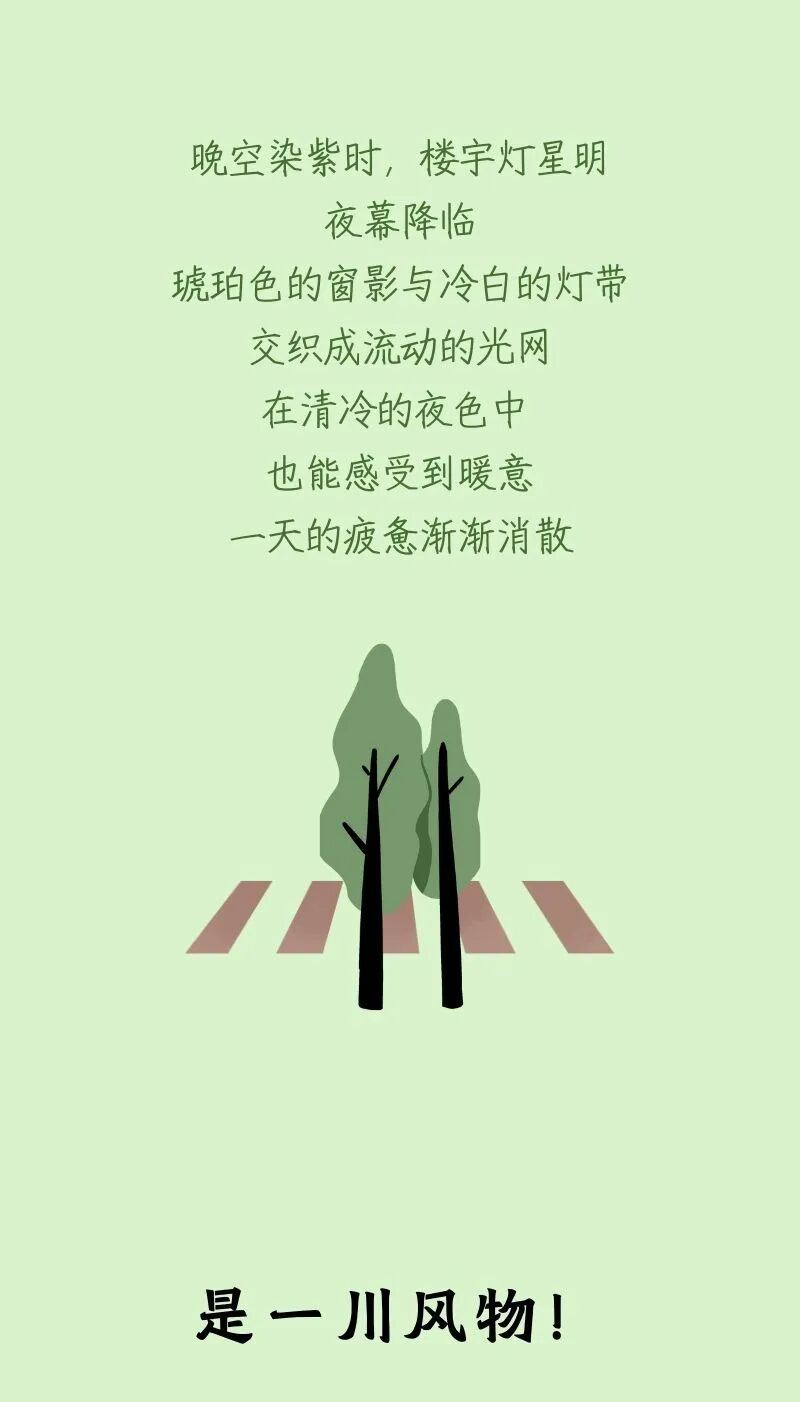 晚空染紫时，楼宇灯星明
夜幕降临
琥珀色的窗影与冷白的灯带
交织成流动的光网
在清冷的夜色中
也能感受到暖意
一天的疲惫渐渐消散
是一川风物！